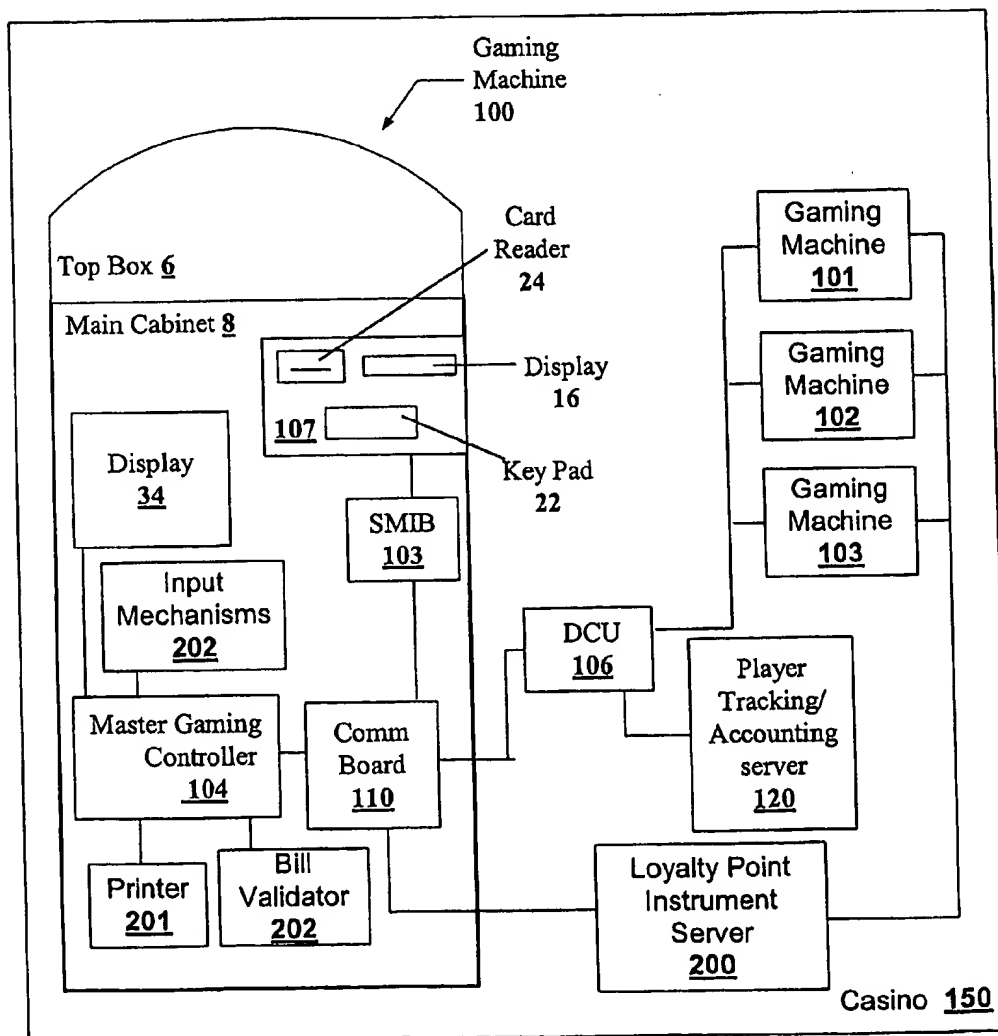 Gaming
Machine
100
Top Box 6
Card
Reader
24
Main Cabinet 8
Display
16
107
Key Pad
22
Display
34
SMIB
103
Input
Mechanisms
202
Master Gaming
Controller
104
Comm
Board
110
Printer
201
Bill
Validator
202
DCU
106
Gaming
Machine
101
Gaming
Machine
102
Gaming
Machine
103
Player
Tracking/
Accounting
server
120
Loyalty Point
Instrument
Server
200
Casino 150